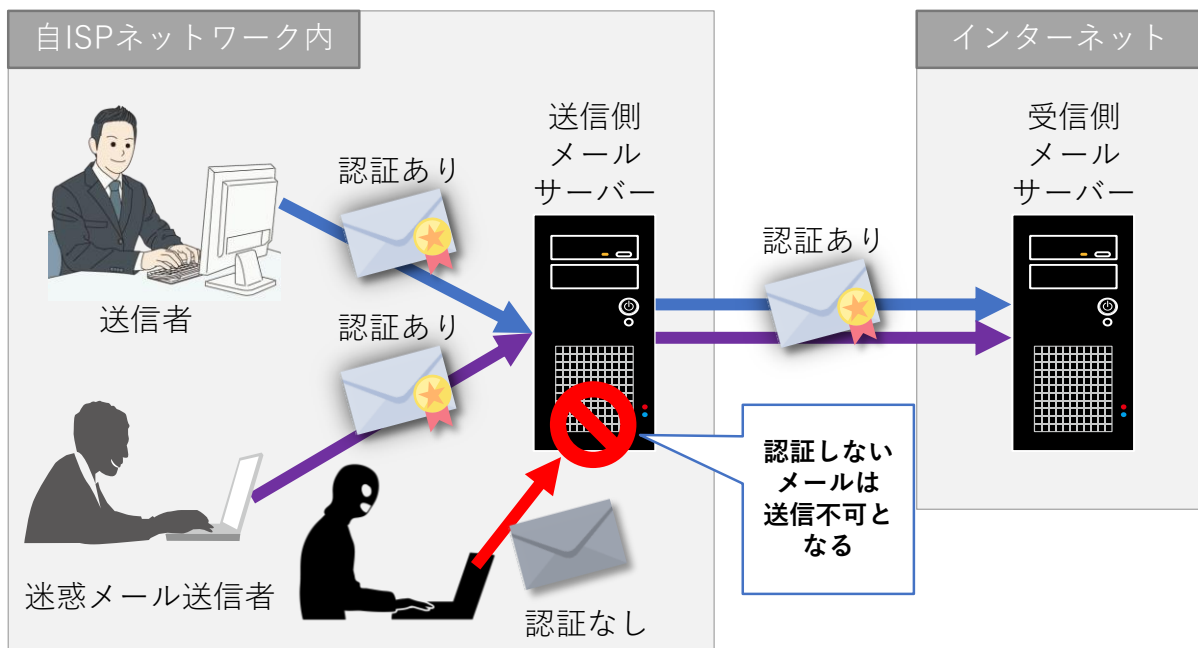 自ISPネットワーク内
インターネット
送信側
メール
サーバー
受信側
メール
サーバー
認証あり
認証あり
送信者
認証あり
認証しない
メールは
送信不可と
なる
迷惑メール送信者
認証なし